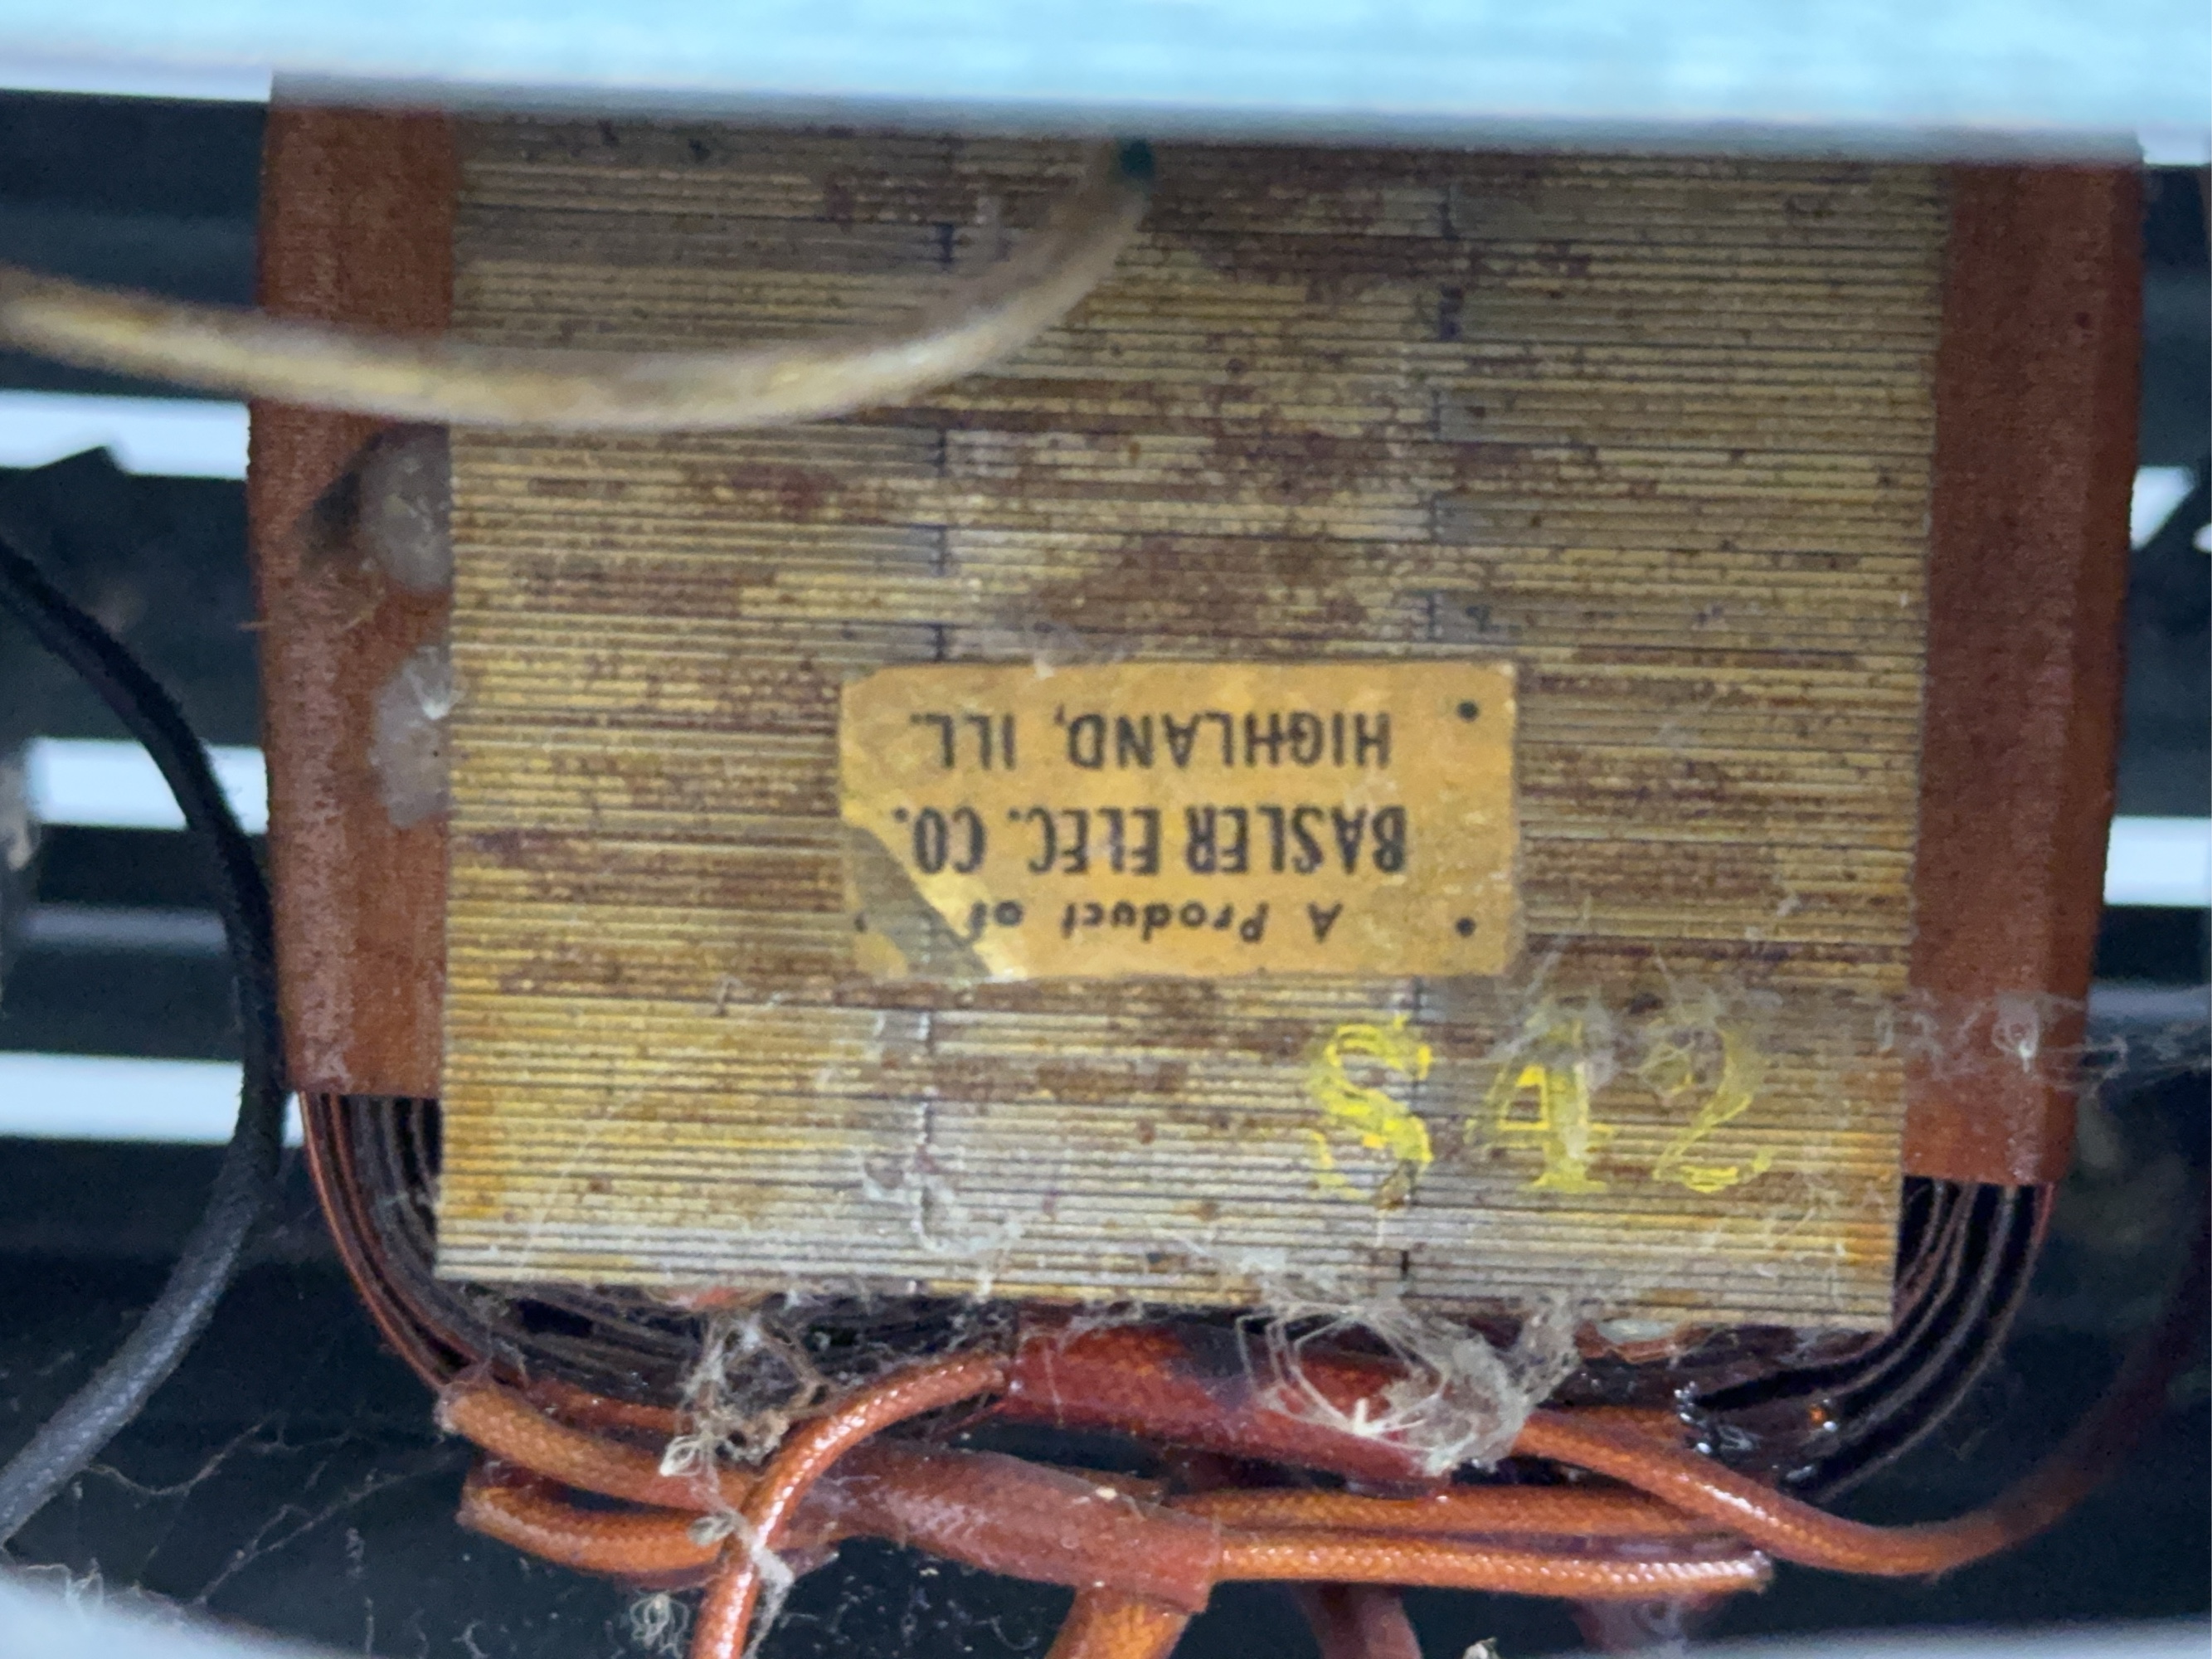 A Product of
BASLER ELEC. CO.
HIGHLAND, ILL.
S42